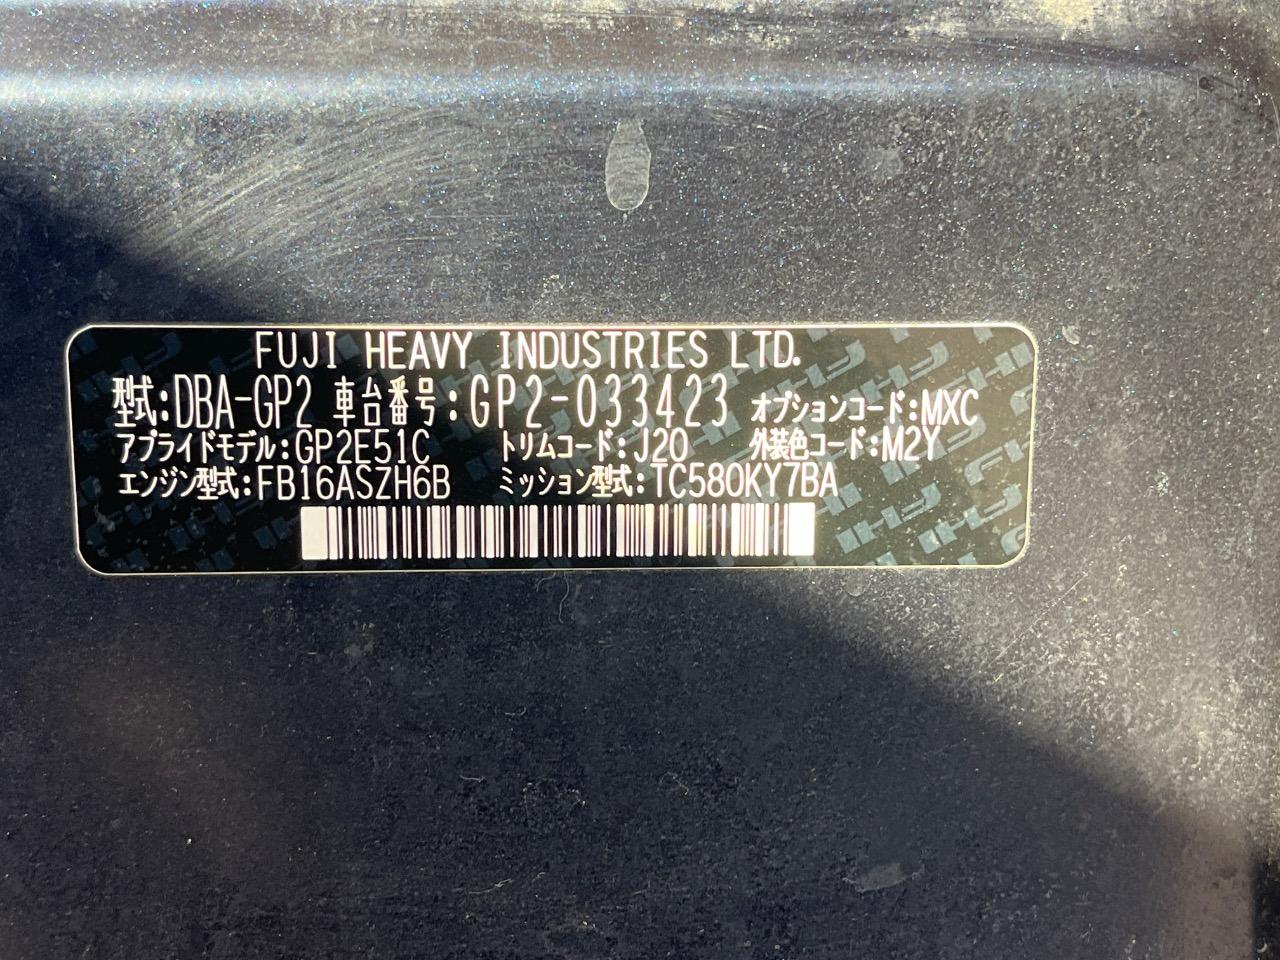 FUJI HEAVY INDUSTRIES LTD.
型式:DBA-GP2 車台番号:GP2-033423 オプションコード:MXC
アプライドモデル:GP2E51C トリムコード:J20 外装色コード:M2Y
エンジン型式:FB16ASZH6B ミッション型式:TC580KY7BA